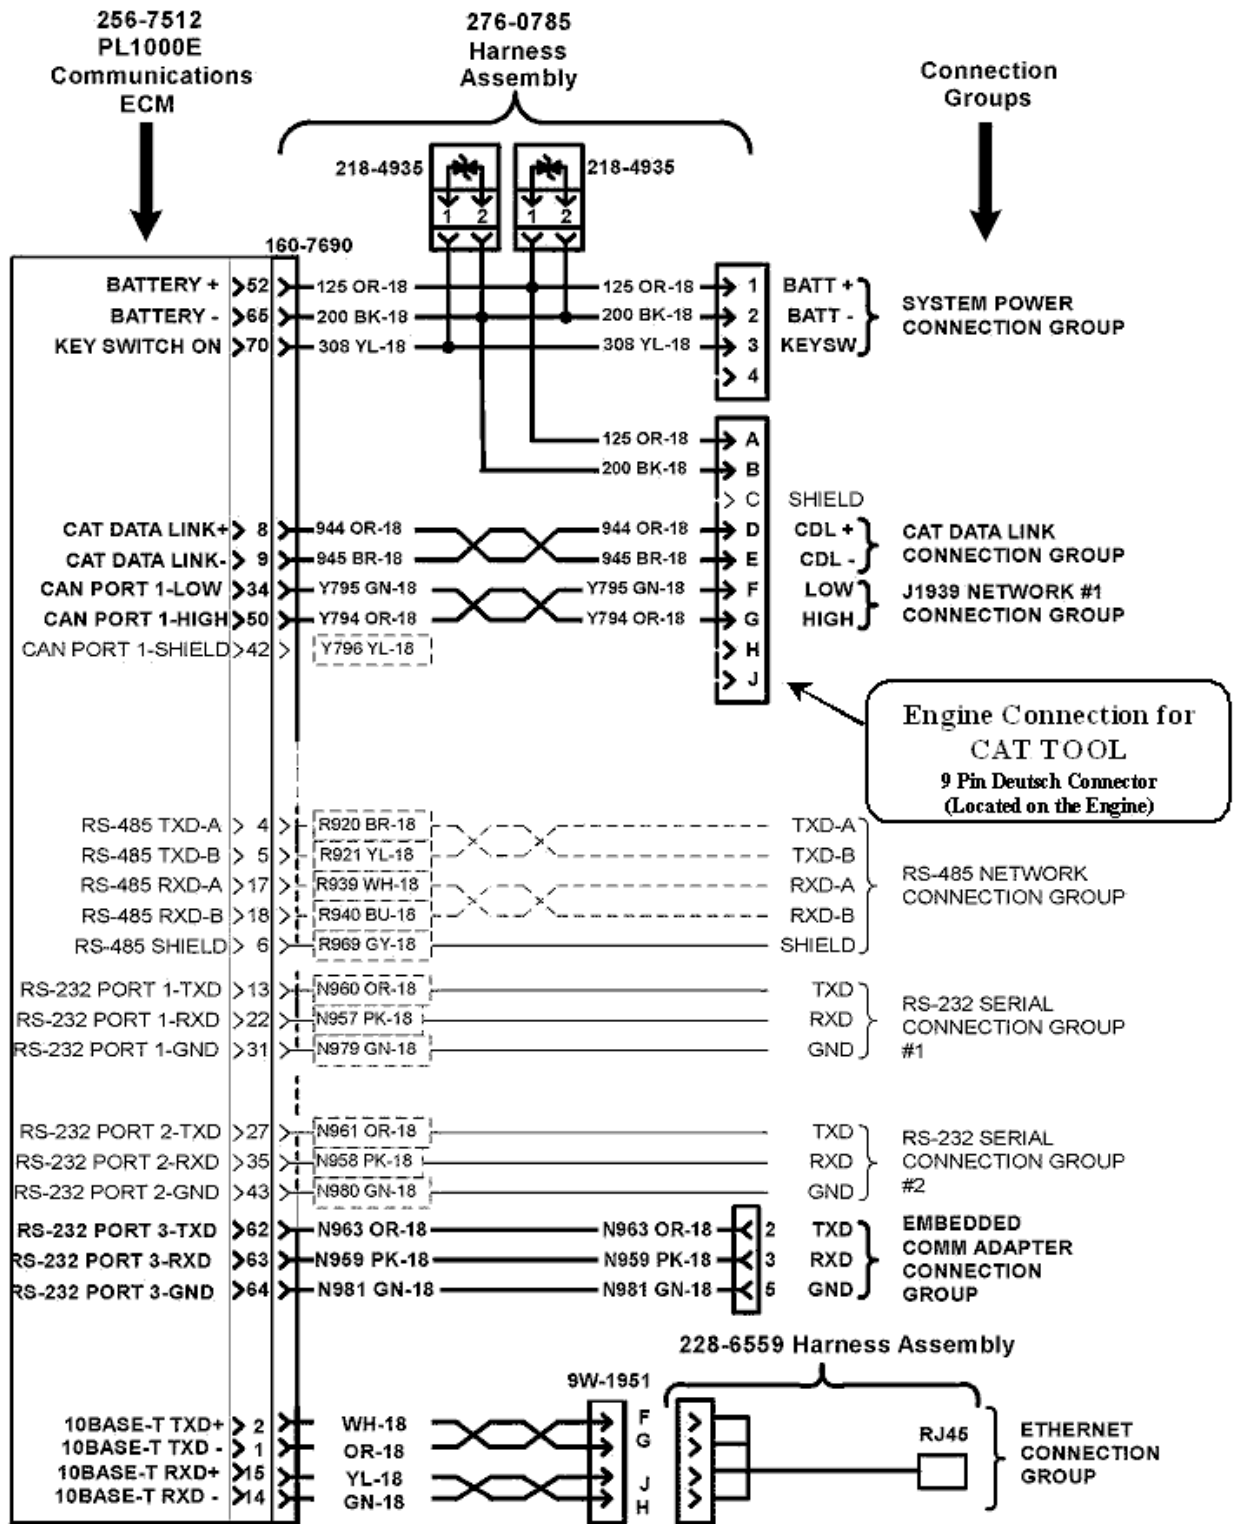 256-7512
PL1000E
Communications
ECM
276-0785
Harness
Assembly
Connection
Groups
218-4935
218-4935
1 2 1 2
160-7690
BATTERY + 52 125 OR-18 125 OR-18 1 BATT +
BATTERY - 65 200 BK-18 200 BK-18 2 BATT -
KEY SWITCH ON 70 308 YL-18 308 YL-18 3 KEYSW
4
SYSTEM POWER
CONNECTION GROUP
125 OR-18 A
200 BK-18 B
C SHIELD
CAT DATA LINK+ 8 944 OR-18 944 OR-18 D CDL +
CAT DATA LINK- 9 945 BR-18 945 BR-18 E CDL -
CAT DATA LINK
CONNECTION GROUP
CAN PORT 1-LOW 34 Y795 GN-18 Y795 GN-18 F LOW
CAN PORT 1-HIGH 50 Y794 OR-18 Y794 OR-18 G HIGH
J1939 NETWORK #1
CONNECTION GROUP
CAN PORT 1-SHIELD 42 Y796 YL-18 H
J
Engine Connection for
CAT TOOL
9 Pin Deutsch Connector
(Located on the Engine)
RS-485 TXD-A 4 R920 BR-18 TXD-A
RS-485 TXD-B 5 R921 YL-18 TXD-B
RS-485 RXD-A 17 R939 WH-18 RXD-A
RS-485 RXD-B 18 R940 BU-18 RXD-B
RS-485 SHIELD 6 R969 GY-18 SHIELD
RS-485 NETWORK
CONNECTION GROUP
RS-232 PORT 1-TXD 13 N960 OR-18 TXD
RS-232 PORT 1-RXD 22 N957 PK-18 RXD
RS-232 PORT 1-GND 31 N979 GN-18 GND
RS-232 SERIAL
CONNECTION GROUP
#1
RS-232 PORT 2-TXD 27 N961 OR-18 TXD
RS-232 PORT 2-RXD 35 N958 PK-18 RXD
RS-232 PORT 2-GND 43 N980 GN-18 GND
RS-232 SERIAL
CONNECTION GROUP
#2
RS-232 PORT 3-TXD 62 N963 OR-18 N963 OR-18 2 TXD
RS-232 PORT 3-RXD 63 N959 PK-18 N959 PK-18 3 RXD
RS-232 PORT 3-GND 64 N981 GN-18 N981 GN-18 5 GND
EMBEDDED
COMM ADAPTER
CONNECTION
GROUP
228-6559 Harness Assembly
9W-1951
10BASE-T TXD+ 2 WH-18 F
10BASE-T TXD - 1 OR-18 G
10BASE-T RXD+ 15 YL-18 J
10BASE-T RXD - 14 GN-18 H
RJ45
ETHERNET
CONNECTION
GROUP